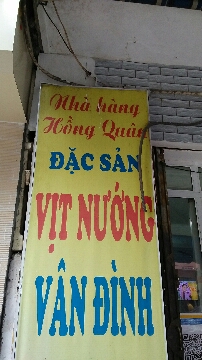 Nhà hàng
Hồng Quân
ĐẶC SẢN
VỊT NƯỚNG
VÂN ĐÌNH